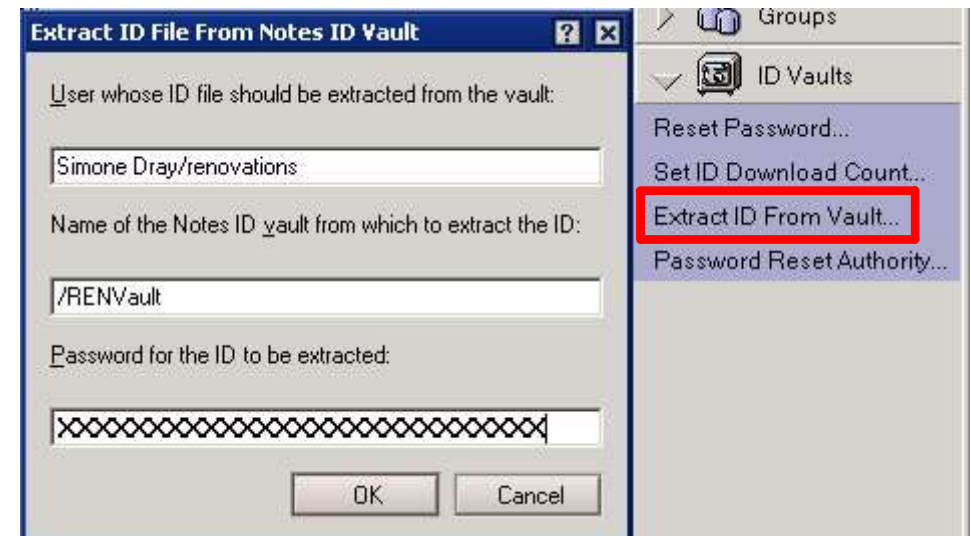 Extract ID File From Notes ID Vault
User whose ID file should be extracted from the vault:
Simone Dray/renovations
Name of the Notes ID vault from which to extract the ID:
/RENVault
Password for the ID to be extracted:
OK Cancel
Groups
ID Vaults
Reset Password...
Set ID Download Count...
Extract ID From Vault...
Password Reset Authority...